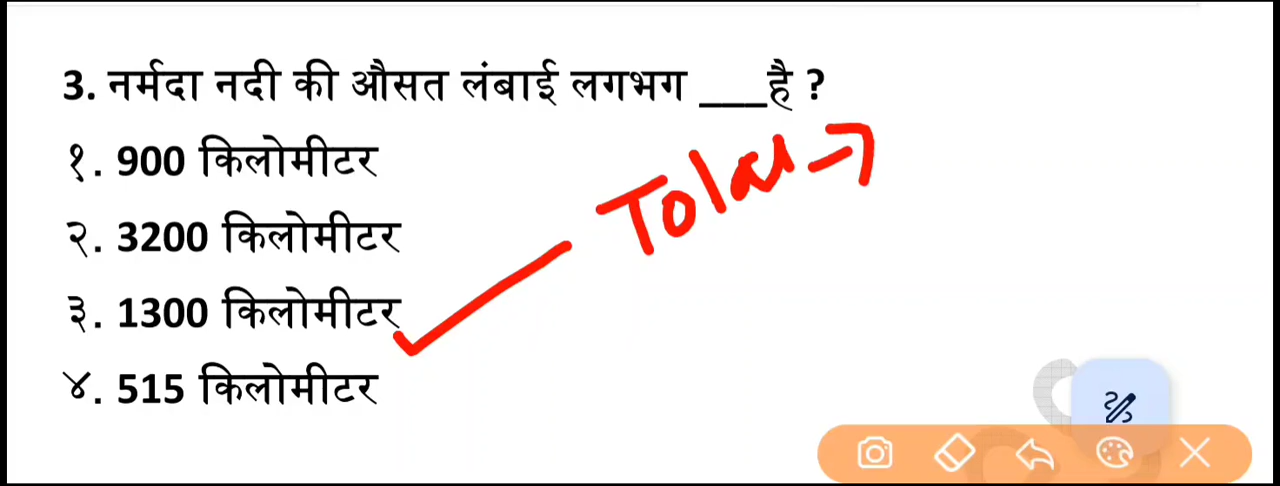 3. नर्मदा नदी की औसत लंबाई लगभग ___है ?
१. 900 किलोमीटर
२. 3200 किलोमीटर
३. 1300 किलोमीटर
४. 515 किलोमीटर